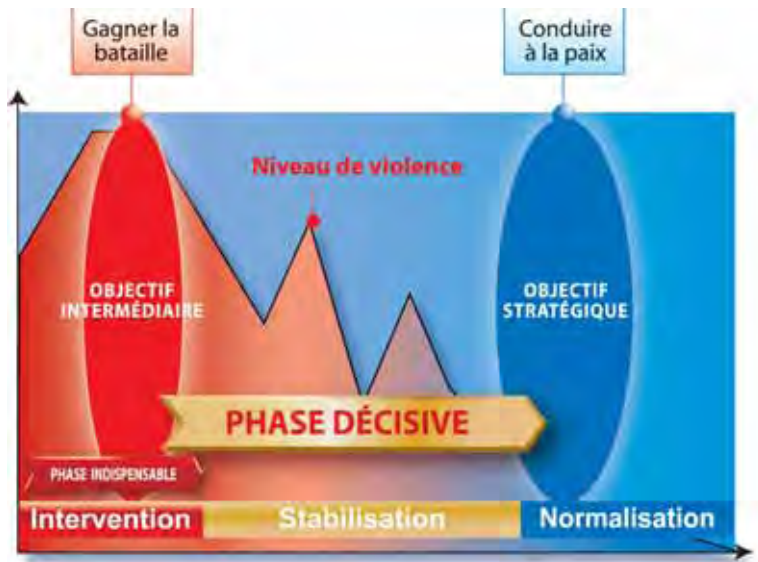 Gagner la
bataille
Conduire
à la paix
Niveau de violence
OBJECTIF
INTERMÉDIAIRE
OBJECTIF
STRATÉGIQUE
PHASE DÉCISIVE
PHASE INDISPENSABLE
Intervention
Stabilisation
Normalisation